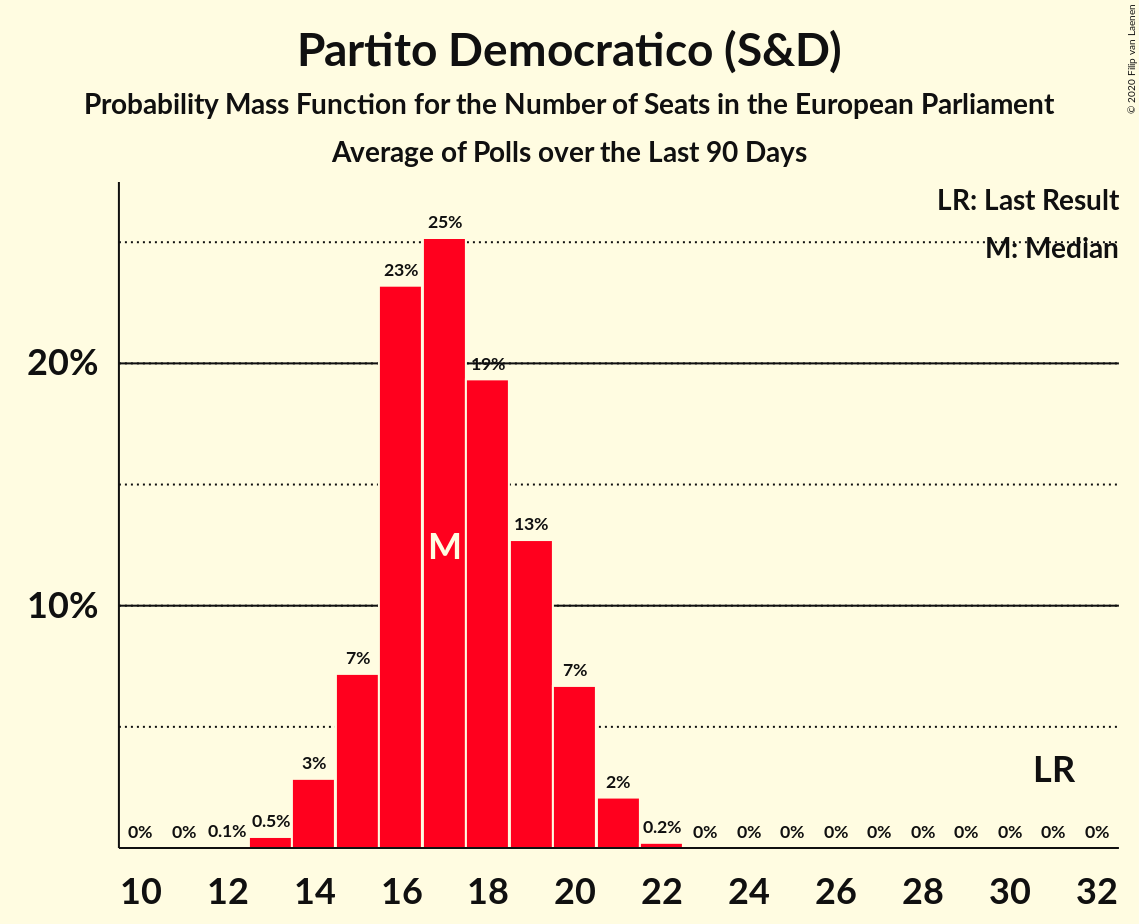 Partito Democratico (S&D)
Probability Mass Function for the Number of Seats in the European Parliament
Average of Polls over the Last 90 Days
© 2020 Filip van Laenen
LR: Last Result
M: Median
20%
10%
0% 0% 0.1% 0.5% 3% 7% 23% 25% 19% 13% 7% 2% 0.2% 0% 0% 0% 0% 0% 0% 0% 0% 0% 0%
M
LR
10 12 14 16 18 20 22 24 26 28 30 32